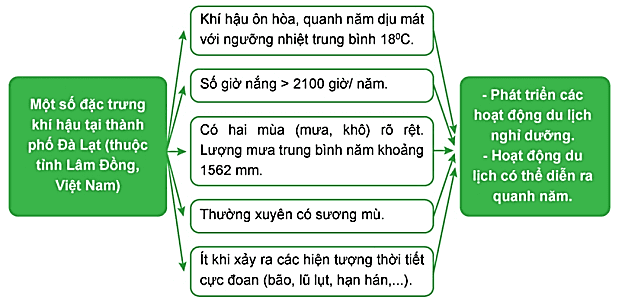 Một số đặc trưng
khí hậu tại thành
phố Đà Lạt (thuộc
tỉnh Lâm Đồng,
Việt Nam)
Khí hậu ôn hòa, quanh năm dịu mát
với ngưỡng nhiệt trung bình 18⁰C.
Số giờ nắng > 2100 giờ/ năm.
Có hai mùa (mưa, khô) rõ rệt.
Lượng mưa trung bình năm khoảng
1562 mm.
Thường xuyên có sương mù.
Ít khi xảy ra các hiện tượng thời tiết
cực đoan (bão, lũ lụt, hạn hán,...).
- Phát triển các
hoạt động du lịch
nghỉ dưỡng.
- Hoạt động du
lịch có thể diễn ra
quanh năm.